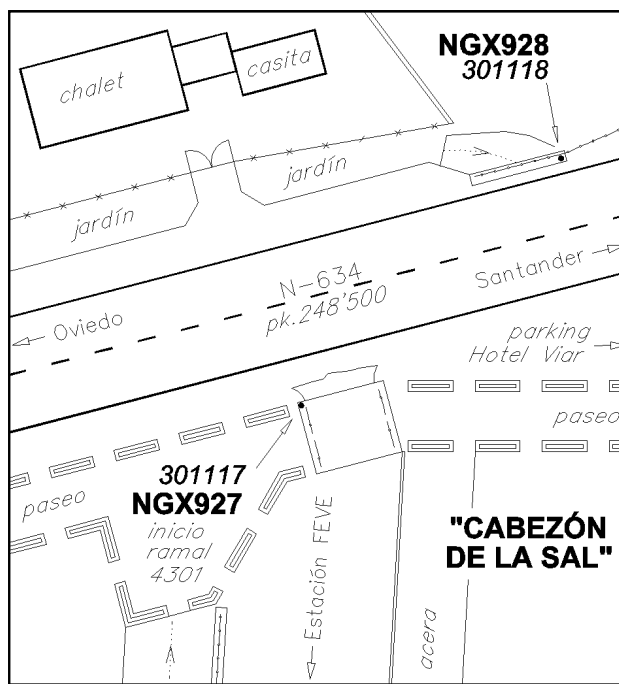 NGX928
301118
chalet
casita
jardín
jardín
N-634
pk.248'500
Santander
Oviedo
parking
Hotel Viar
paseo
301117
NGX927
paseo
inicio
ramal
4301
Estación FEVE
"CABEZÓN
DE LA SAL"
acera